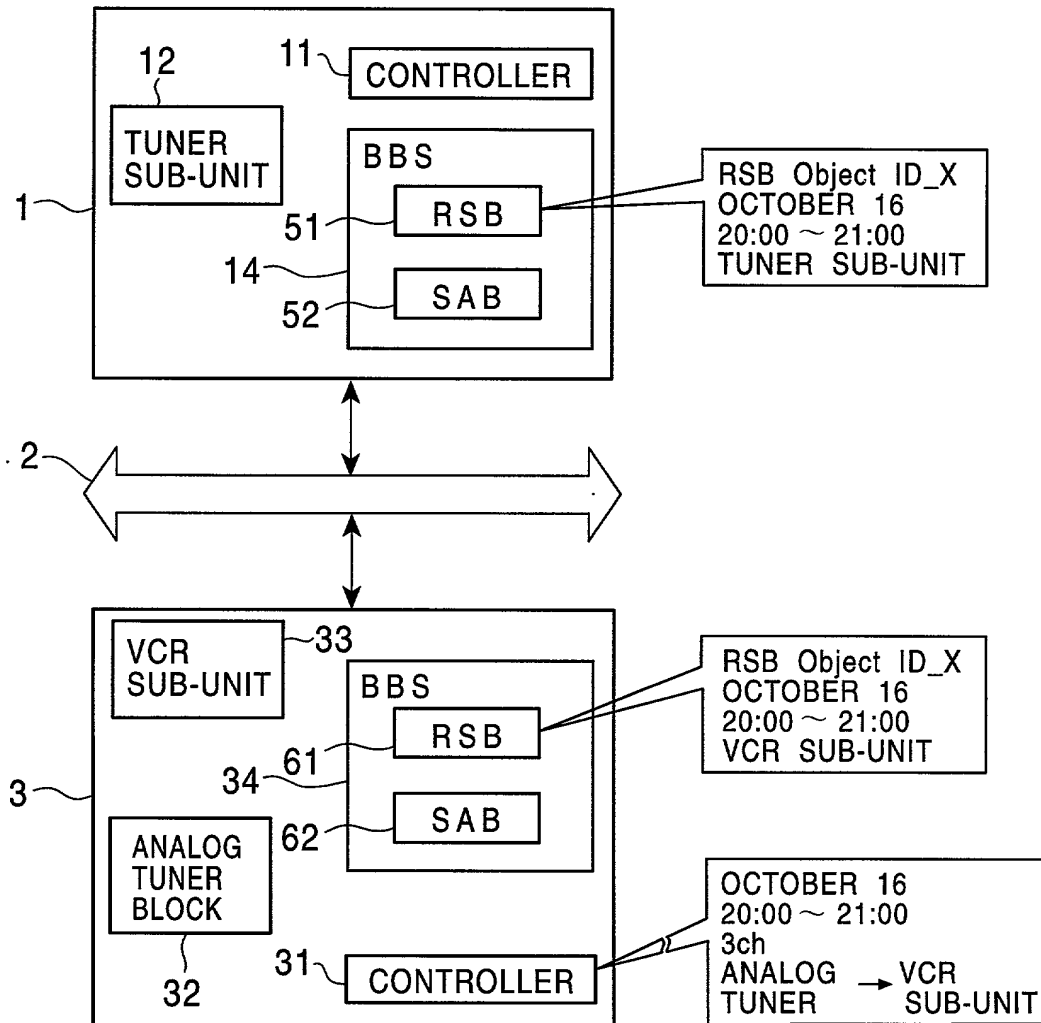 11
CONTROLLER
12
TUNER
SUB-UNIT
1
BBS
51
RSB
14
52
SAB
RSB Object ID_X
OCTOBER 16
20:00 ~ 21:00
TUNER SUB-UNIT
2
33
VCR
SUB-UNIT
BBS
61
RSB
34
62
SAB
3
RSB Object ID_X
OCTOBER 16
20:00 ~ 21:00
VCR SUB-UNIT
ANALOG
TUNER
BLOCK
32
31
CONTROLLER
OCTOBER 16
20:00 ~ 21:00
3ch
ANALOG → VCR
TUNER SUB-UNIT